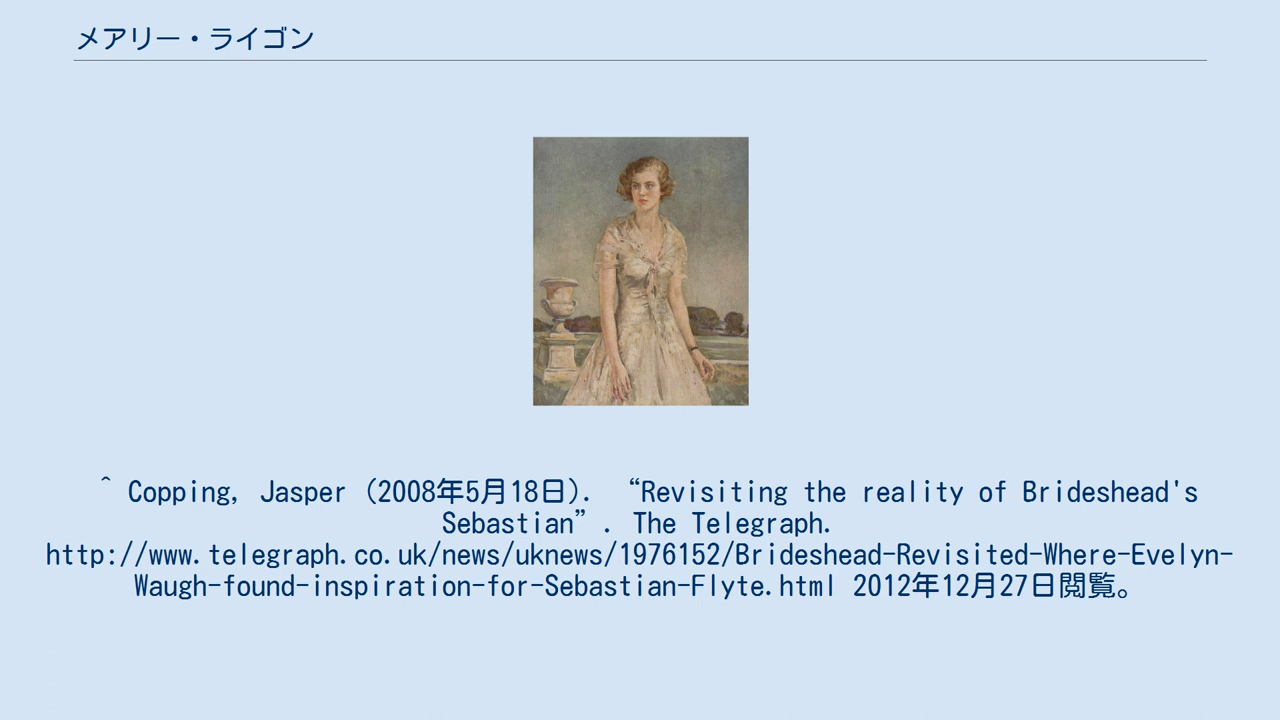 メアリー・ライゴン
^ Copping, Jasper (2008年5月18日). “Revisiting the reality of Brideshead's
Sebastian”. The Telegraph.
http://www.telegraph.co.uk/news/uknews/1976152/Brideshead-Revisited-Where-Evelyn-
Waugh-found-inspiration-for-Sebastian-Flyte.html 2012年12月27日閲覧。